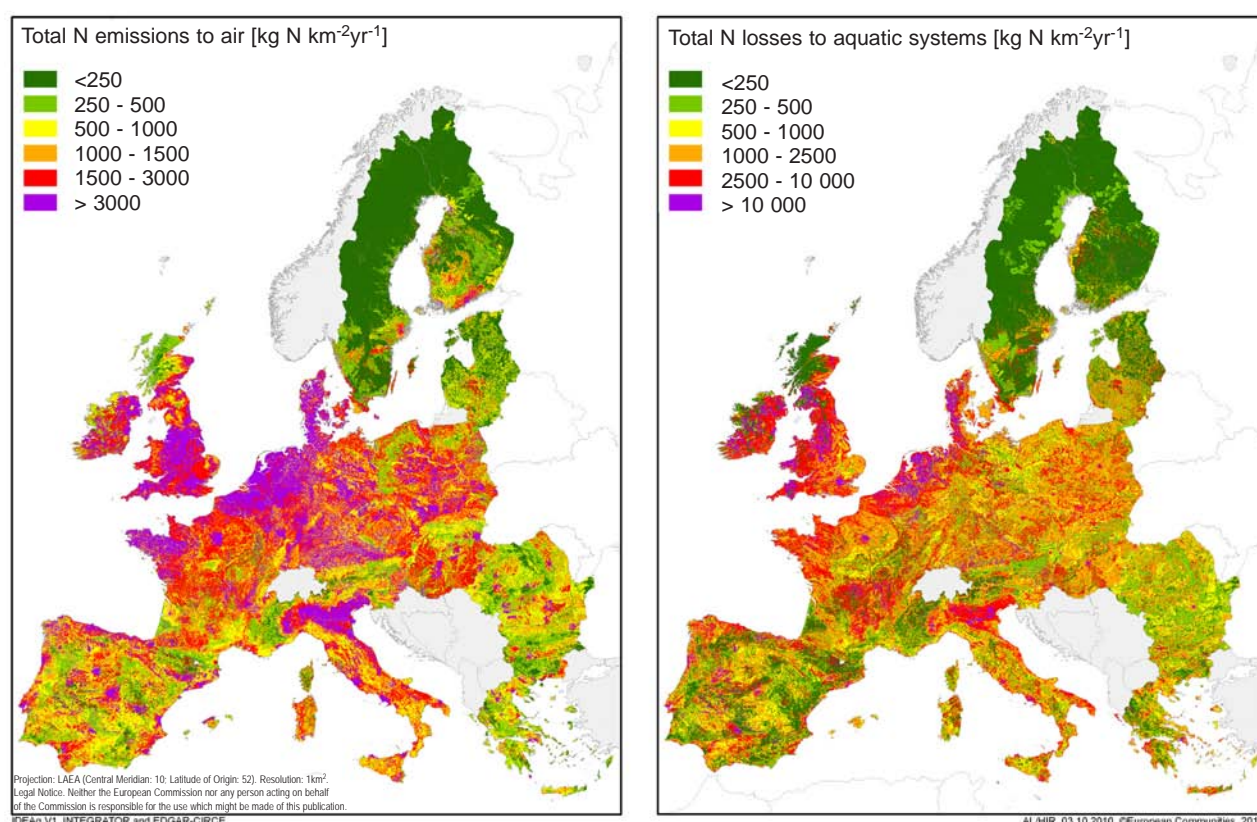 Total N emissions to air [kg N km-2yr-1]
<250
250 - 500
500 - 1000
1000 - 1500
1500 - 3000
> 3000
Projection: LAEA (Central Meridian: 10; Latitude of Origin: 52). Resolution: 1km2.
Legal Notice. Neither the European Commission nor any person acting on behalf
of the Commission is responsible for the use which might be made of this publication.
IDEAg V1, INTEGRATOR and EDGAR-CIRCE
Total N losses to aquatic systems [kg N km-2yr-1]
<250
250 - 500
500 - 1000
1000 - 2500
2500 - 10 000
> 10 000
03.10.2010, ©European Communities, 201